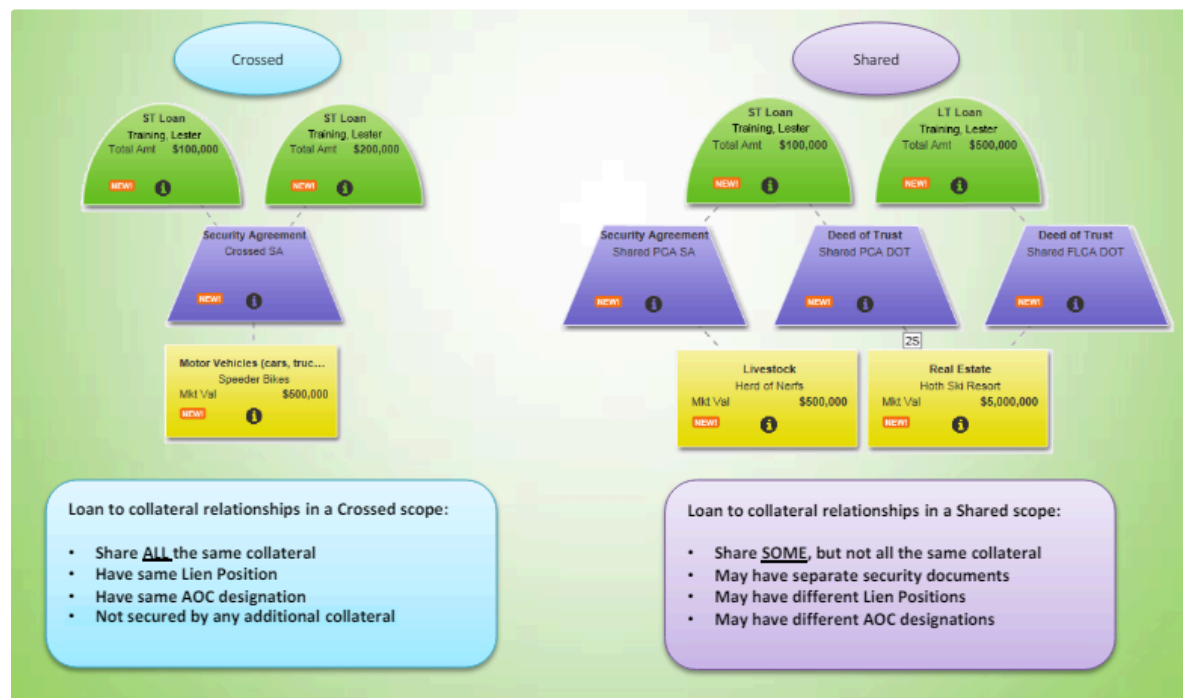 Crossed
ST Loan
Training, Lester
Total Amt $100,000
NEW!
ST Loan
Training, Lester
Total Amt $200,000
NEW!
Security Agreement
Crossed SA
NEW!
Motor Vehicles (cars, truc...
Speeder Bikes
Mkt Val $500,000
NEW!
Loan to collateral relationships in a Crossed scope:
• Share ALL the same collateral
• Have same Lien Position
• Have same AOC designation
• Not secured by any additional collateral
Shared
ST Loan
Training, Lester
Total Amt $100,000
NEW!
LT Loan
Training, Lester
Total Amt $500,000
NEW!
Security Agreement
Shared PCA SA
NEW!
Deed of Trust
Shared PCA DOT
NEW!
Deed of Trust
Shared FLCA DOT
NEW!
2S
Livestock
Herd of Nerfs
Mkt Val $500,000
NEW!
Real Estate
Hoth Ski Resort
Mkt Val $5,000,000
NEW!
Loan to collateral relationships in a Shared scope:
• Share SOME, but not all the same collateral
• May have separate security documents
• May have different Lien Positions
• May have different AOC designations